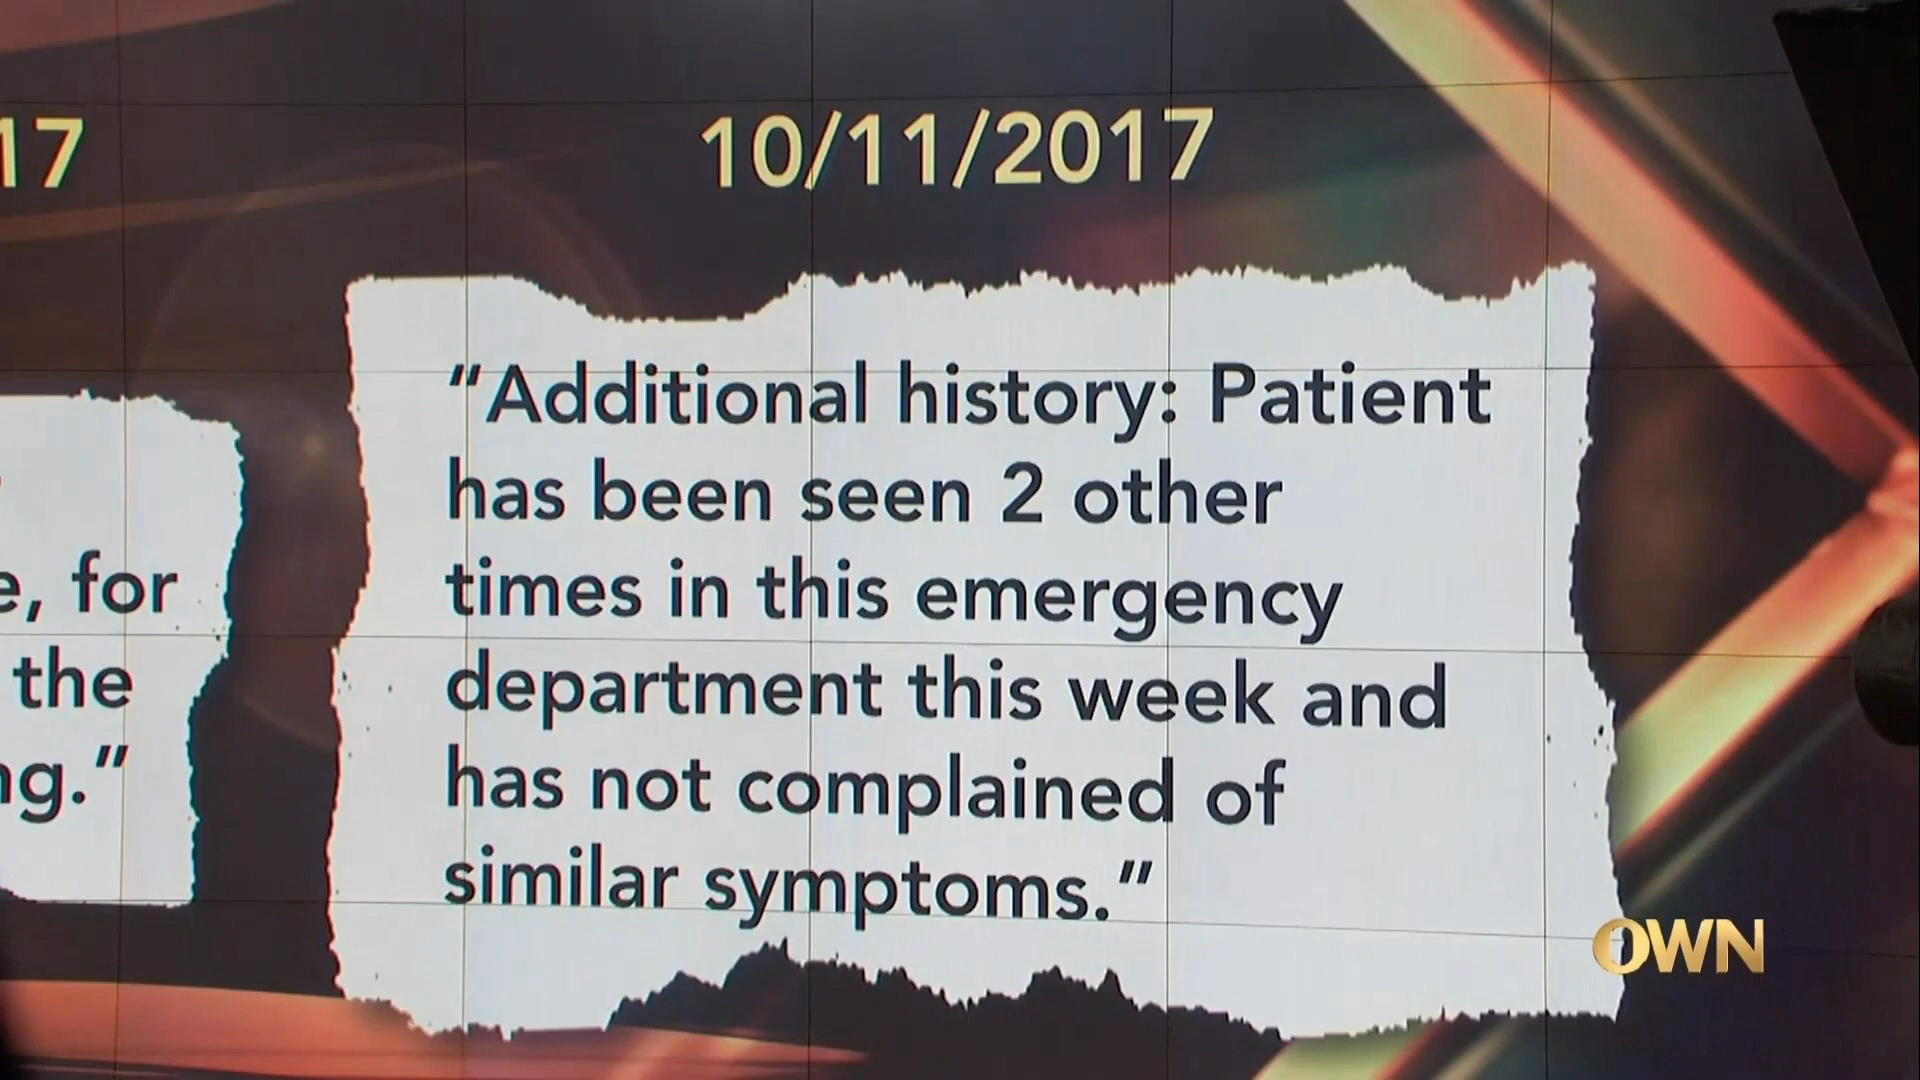 17
e, for
the
ng.”
10/11/2017
“Additional history: Patient
has been seen 2 other
times in this emergency
department this week and
has not complained of
similar symptoms.”
OWN